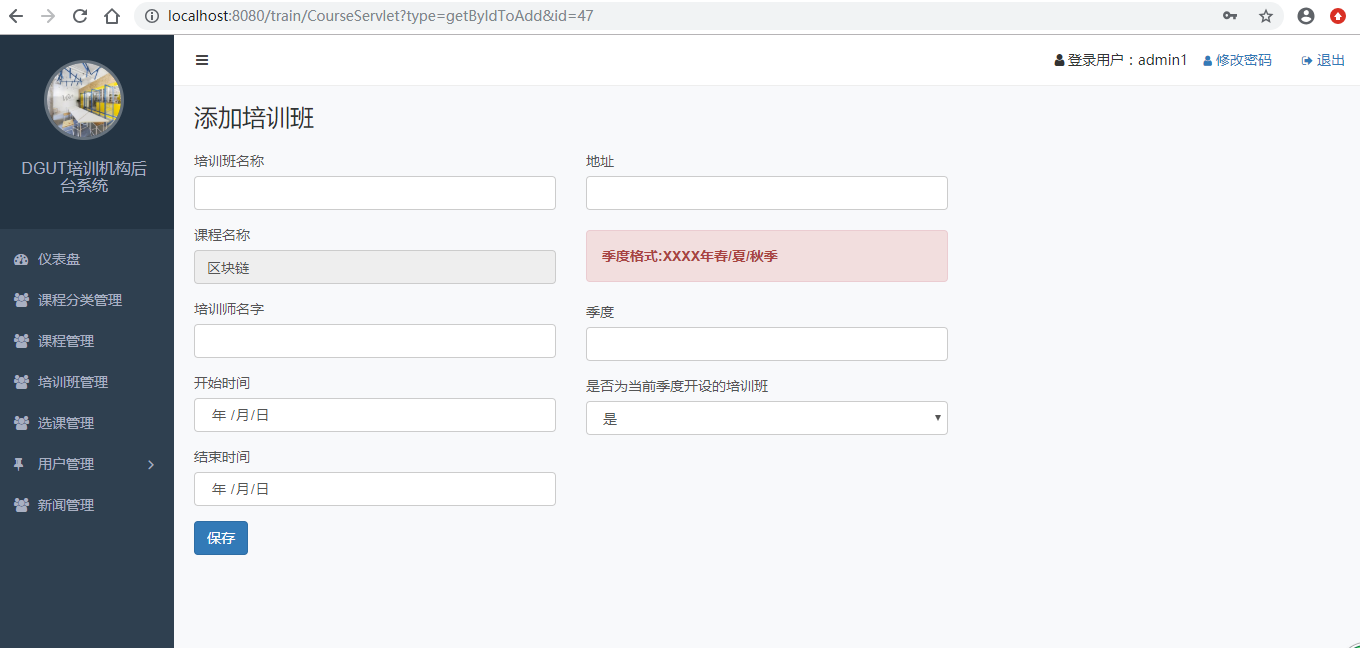 localhost:8080/train/CourseServlet?type=getByIdToAdd&id=47
DGUT培训机构后
台系统
仪表盘
课程分类管理
课程管理
培训班管理
选课管理
用户管理
新闻管理
登录用户：admin1 修改密码 退出
添加培训班
培训班名称
课程名称
区块链
培训师名字
开始时间
年 /月/日
结束时间
年 /月/日
保存
地址
季度格式:XXXX年春/夏/秋季
季度
是否为当前季度开设的培训班
是